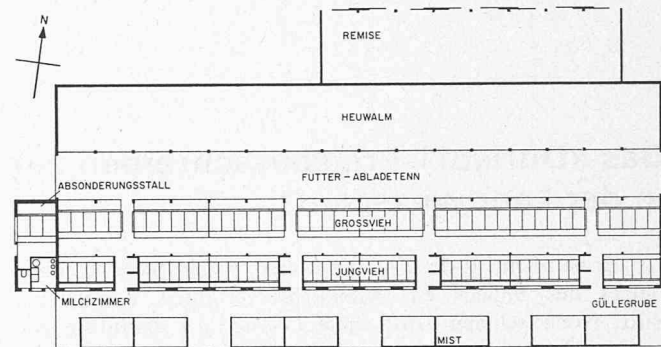 N
REMISE
HEUWALM
FUTTER - ABLADETENN
ABSONDERUNGSSTALL
GROSSVIEH
JUNGVIEH
MILCHZIMMER
GÜLLEGRUBE
MIST